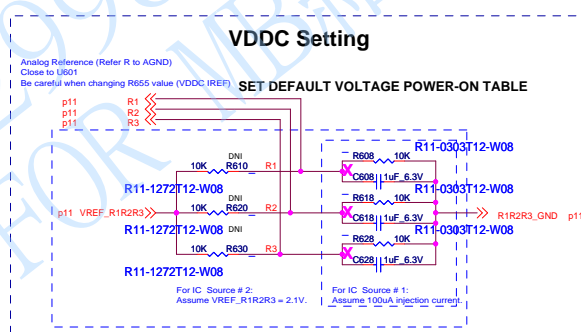 VDDC Setting
Analog Reference (Refer R to AGND)
Close to U601
Be careful when changing R655 value (VDDC IREF)
SET DEFAULT VOLTAGE POWER-ON TABLE
p11 R1
p11 R2
p11 R3
DNI
10K R610 R1
R11-1272T12-W08
p11 VREF_R1R2R3
DNI
10K R620 R2
R11-1272T12-W08
DNI
10K R630 R3
R11-1272T12-W08
R11-0303T12-W08
R608 10K
C608 1uF_6.3V
R11-0303T12-W08
R618 10K
C618 1uF_6.3V
R1R2R3_GND p11
R11-0303T12-W08
R628 10K
C628 1uF_6.3V
For IC Source # 2:
Assume VREF_R1R2R3 = 2.1V.
For IC Source # 1:
Assume 100uA injection current.